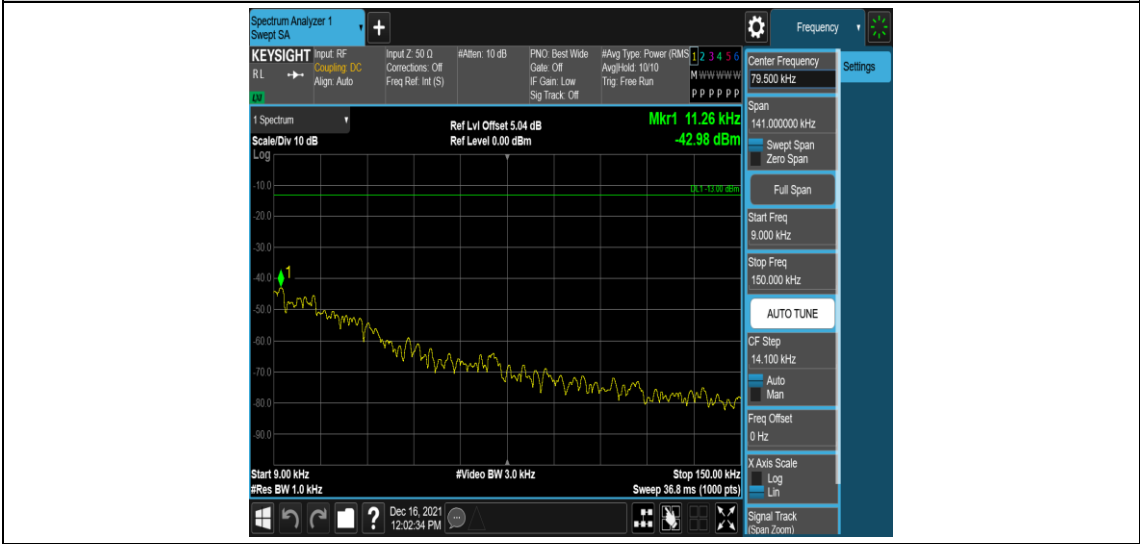 Spectrum Analyzer 1
Swept SA
+
Frequency
KEYSIGHT
RL
Input: RF
Coupling: DC
Align: Auto
Input Z: 50 Ω
Corrections: Off
Freq Ref: Int (S)
#Atten: 10 dB
PNO: Best Wide
Gate: Off
IF Gain: Low
Sig Track: Off
#Avg Type: Power (RMS
Avg|Hold: 10/10
Trig: Free Run
1 2 3 4 5 6
M W W W W W
P P P P P P
1 Spectrum
Scale/Div 10 dB
Log
Ref Lvl Offset 5.04 dB
Ref Level 0.00 dBm
Mkr1 11.26 kHz
-42.98 dBm
DL1 -13.00 dBm
-10.0
-20.0
-30.0
-40.0
1
-50.0
-60.0
-70.0
-80.0
-90.0
Start 9.00 kHz
#Res BW 1.0 kHz
#Video BW 3.0 kHz
Stop 150.00 kHz
Sweep 36.8 ms (1000 pts)
?
Dec 16, 2021
12:02:34 PM
Center Frequency
79.500 kHz
Settings
Span
141.000000 kHz
Swept Span
Zero Span
Full Span
Start Freq
9.000 kHz
Stop Freq
150.000 kHz
AUTO TUNE
CF Step
14.100 kHz
Auto
Man
Freq Offset
0 Hz
X Axis Scale
Log
Lin
Signal Track
(Span Zoom)